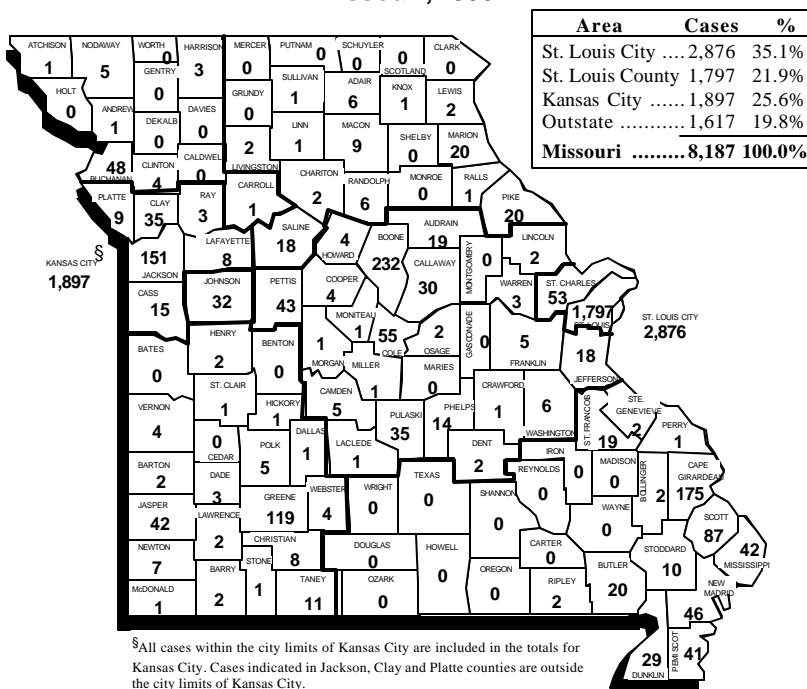 Area Cases %
St. Louis City .... 2,876 35.1%
St. Louis County 1,797 21.9%
Kansas City ...... 1,897 25.6%
Outstate ........... 1,617 19.8%
Missouri ......... 8,187 100.0%
ATCHISON 1
NODAWAY 5
WORTH 0
HARRISON 3
MERCER 0
PUTNAM 0
SCHUYLER 0
SCOTLAND 0
CLARK 0
HOLT 0
GENTRY 0
SULLIVAN 1
ADAIR 6
KNOX 1
LEWIS 2
ANDREW 1
DEKALB 0
DAVIES 0
GRUNDY 0
LINN 1
MACON 9
SHELBY 0
MARION 20
BUCHANAN 48
CLINTON 4
CALDWELL 0
LIVINGSTON 2
CHARITON 2
RANDOLPH 6
MONROE 0
RALLS 1
PIKE 20
PLATTE 9
CLAY 35
RAY 3
CARROLL 1
SALINE 18
HOWARD 4
BOONE 232
AUDRAIN 19
CALLAWAY 30
MONTGOMERY 0
LINCOLN 2
WARREN 3
ST. CHARLES 53
§
KANSAS CITY
1,897
151 JACKSON
LAFAYETTE 8
1,797
ST. LOUIS
ST. LOUIS CITY
2,876
CASS 15
JOHNSON 32
PETTIS 43
COOPER 4
MONITEAU 1
55 COLE
2 OSAGE
GASCONADE 0
5 FRANKLIN
18 JEFFERSON
BATES 0
HENRY 2
BENTON 0
1 MORGAN
MILLER 1
MARIES 0
ST. CLAIR 1
HICKORY 1
CAMDEN 5
PULASKI 35
PHELPS 14
CRAWFORD 1
6 WASHINGTON
ST. FRANCOIS 19
STE. GENEVIEVE 2
PERRY 1
VERNON 4
0 CEDAR
POLK 5
DALLAS 1
LACLEDE 1
DENT 2
IRON 0
REYNOLDS 0
MADISON 0
BOLLINGER 2
CAPE GIRARDEAU 175
BARTON 2
DADE 3
GREENE 119
WEBSTER 4
WRIGHT 0
TEXAS 0
SHANNON 0
WAYNE 0
SCOTT 87
JASPER 42
LAWRENCE 2
CHRISTIAN 8
DOUGLAS 0
HOWELL 0
CARTER 0
BUTLER 20
STODDARD 10
42 MISSISSIPPI
NEWTON 7
BARRY 2
STONE 1
TANEY 11
OZARK 0
OREGON 0
RIPLEY 2
NEW MADRID 46
McDONALD 1
29 DUNKLIN
PEMISCOT 41
§All cases within the city limits of Kansas City are included in the totals for
Kansas City. Cases indicated in Jackson, Clay and Platte counties are outside
the city limits of Kansas City.